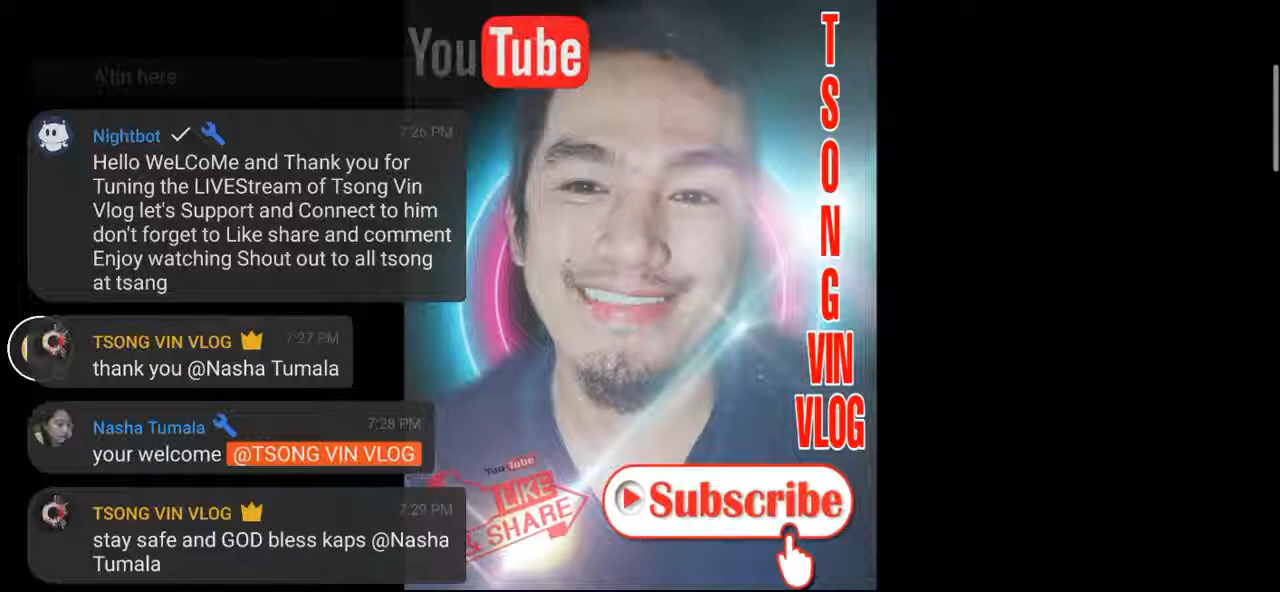 A'tin here
Nightbot 7:26 PM
Hello WeLCoMe and Thank you for
Tuning the LIVEStream of Tsong Vin
Vlog let's Support and Connect to him
don't forget to Like share and comment
Enjoy watching Shout out to all tsong
at tsang
TSONG VIN VLOG 7:27 PM
thank you @Nasha Tumala
Nasha Tumala 7:28 PM
your welcome @TSONG VIN VLOG
TSONG VIN VLOG 7:29 PM
stay safe and GOD bless kaps @Nasha
Tumala
YouTube
TSONG
VIN
VLOG
YouTube
LIKE
& SHARE
Subscribe